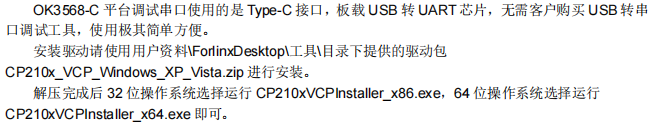 OK3568-C 平台调试串口使用的是 Type-C 接口，板载 USB 转 UART 芯片，无需客户购买 USB 转串
口调试工具，使用极其简单方便。
安装驱动请使用用户资料\ForlinxDesktop\工具\目录下提供的驱动包
CP210x_VCP_Windows_XP_Vista.zip 进行安装。
解压完成后 32 位操作系统选择运行 CP210xVCPInstaller_x86.exe，64 位操作系统选择运行
CP210xVCPInstaller_x64.exe 即可。